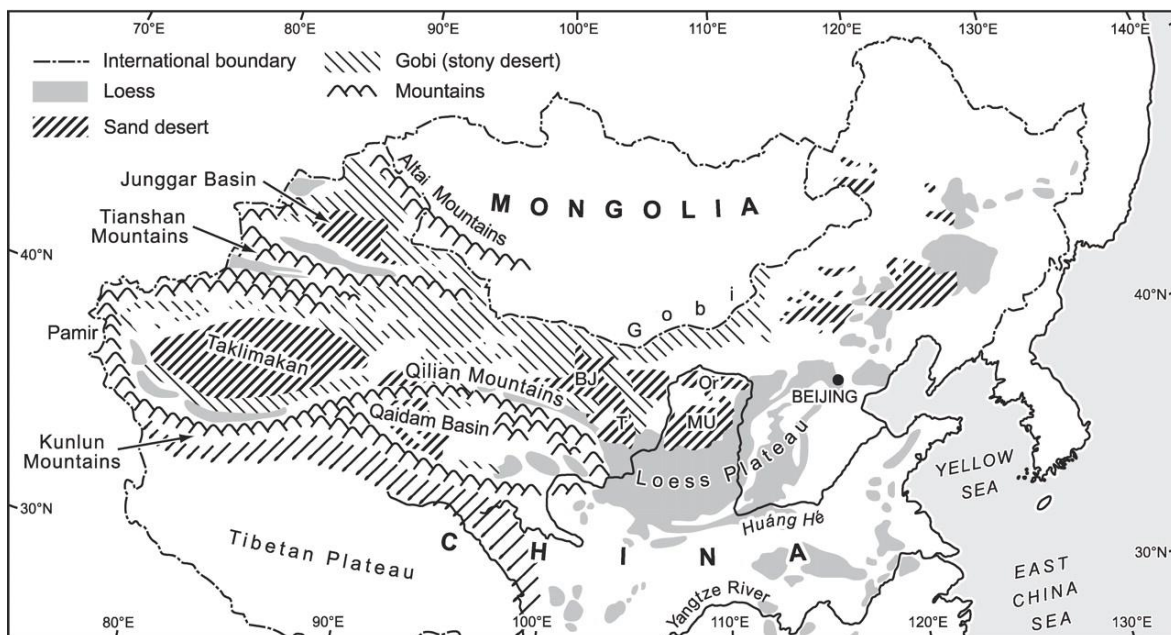 70°E 80°E 90°E 100°E 110°E 120°E 130°E 140°E
International boundary
Gobi (stony desert)
Loess
Mountains
Sand desert
Junggar Basin
Altai Mountains
MONGOLIA
Tianshan
Mountains
40°N
40°N
Gobi
Pamir
Taklimakan
Qilian Mountains
BJ
Or
BEIJING
T
MU
Qaidam Basin
Kunlun
Mountains
Loess Plateau
YELLOW
SEA
30°N
Huáng Hé
Tibetan Plateau
CHINA
30°N
EAST
CHINA
SEA
Yangtze River
80°E 90°E 100°E 110°E 120°E 130°E